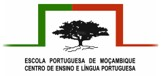 ESCOLA PORTUGUESA DE MOÇAMBIQUE
CENTRO DE ENSINO E LÍNGUA PORTUGUESA